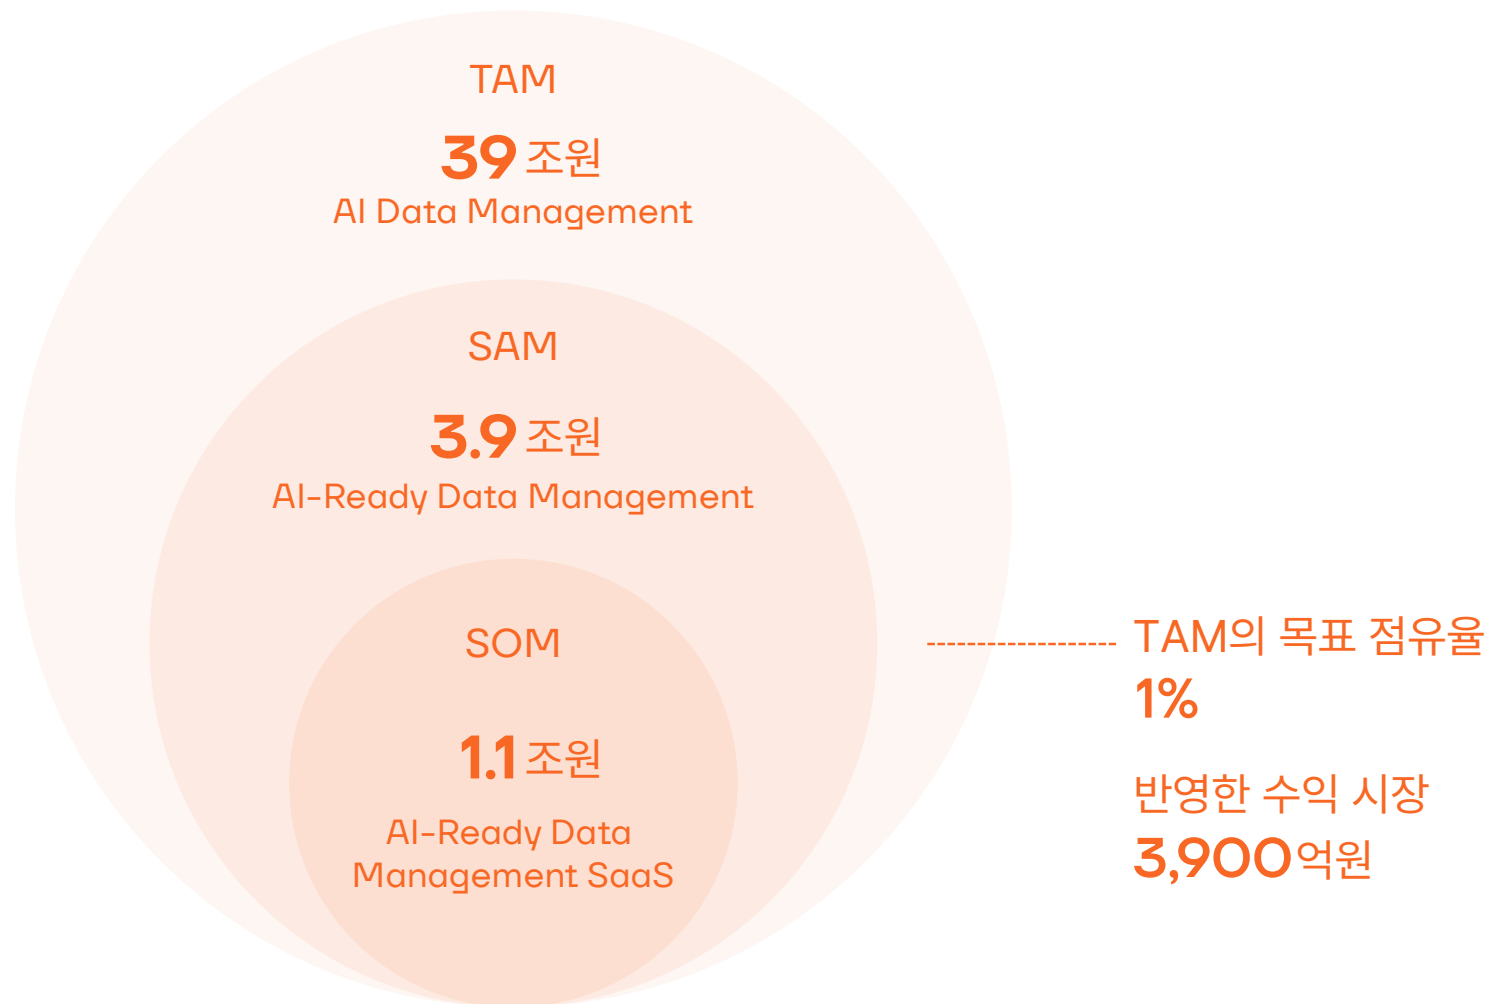 TAM
39 조원
AI Data Management
SAM
3.9 조원
AI-Ready Data Management
SOM
1.1 조원
AI-Ready Data
Management SaaS
TAM의 목표 점유율
1%
반영한 수익 시장
3,900억원